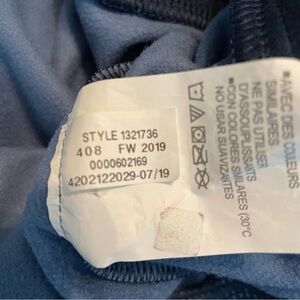 STYLE 1321736
408 FW 2019
0000602169
4202122029-07/19
•AVEC DES COULEURS
SIMILAIRES
NE PAS UTILISER
D'ASSOUPLISSANTS
•CON COLORES SIMILARES (30°C
NO USAR SUAVIZANTES